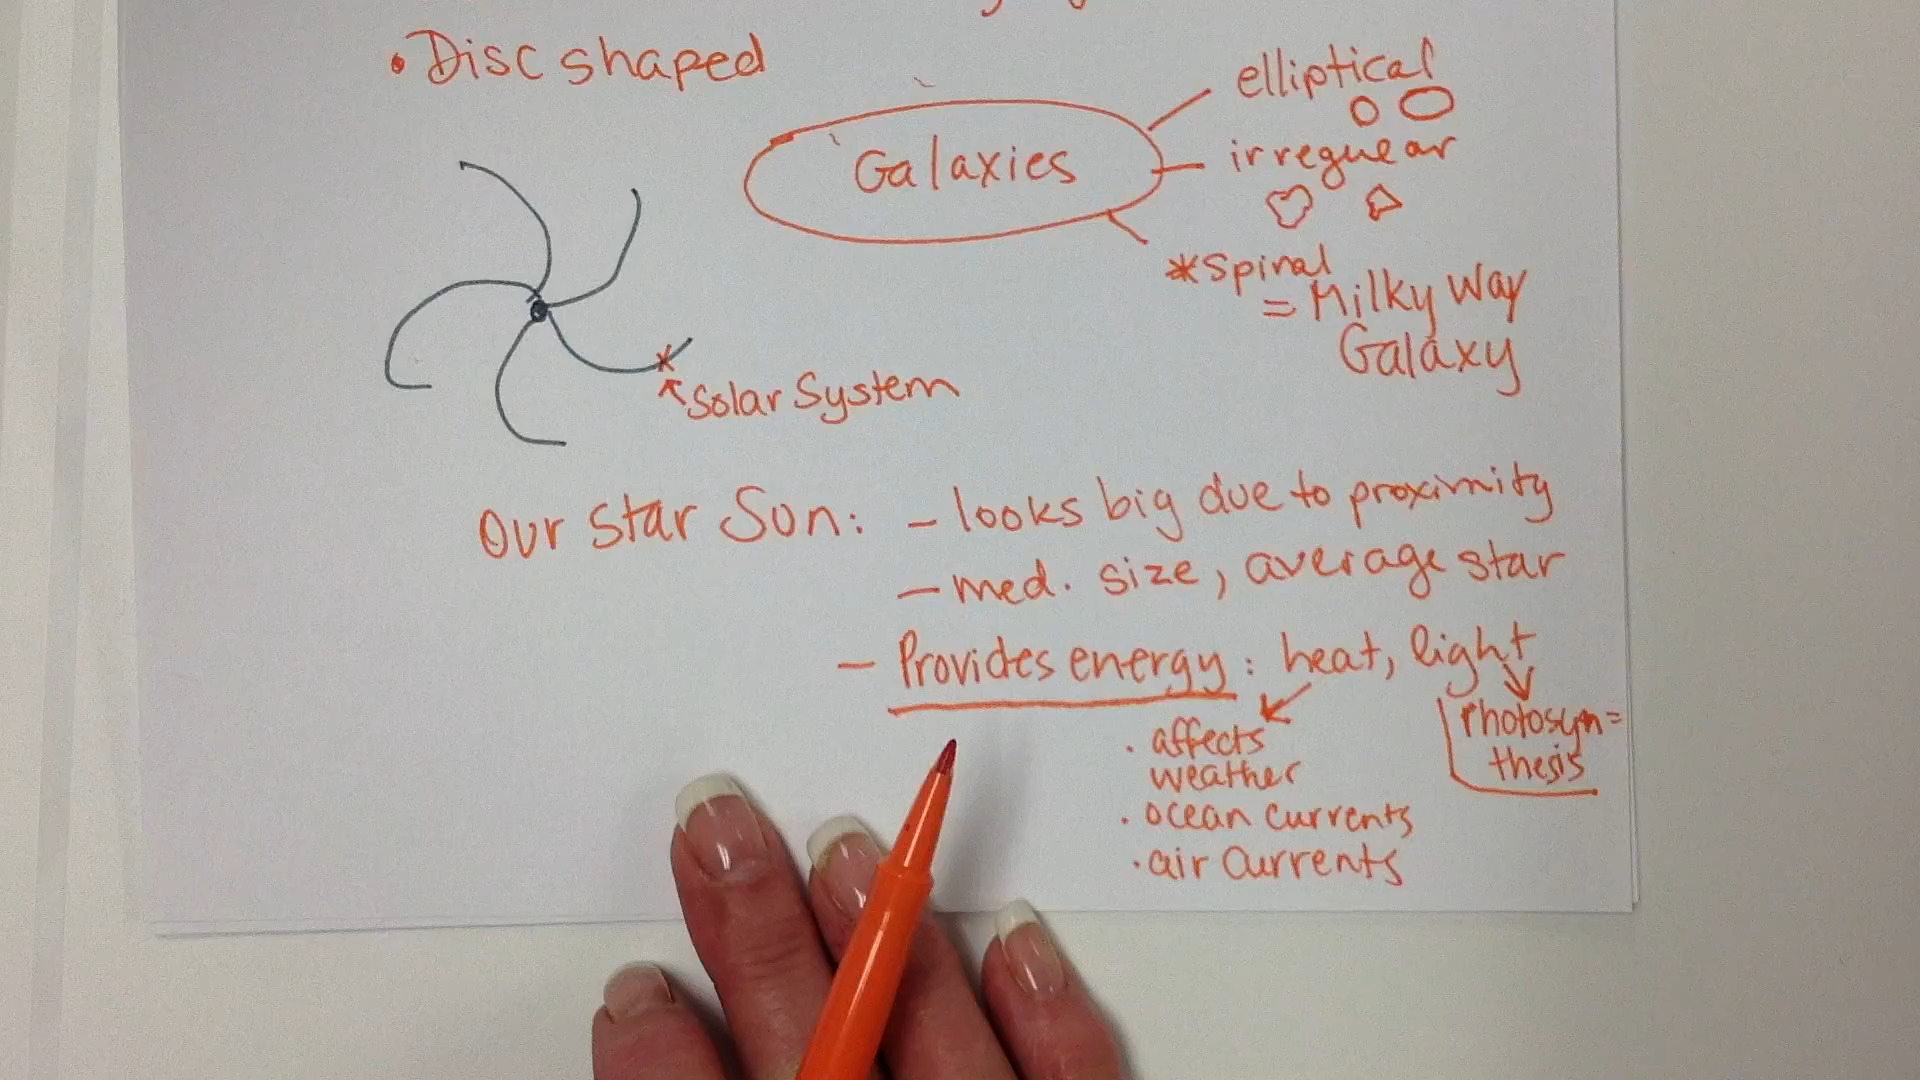 • Disc shaped
Galaxies
elliptical
irreguear
*Spiral
= Milky Way
Galaxy
Solar System
Our Star Sun: - looks big due to proximity
- med. size, average star
- Provides energy: heat, light
• affects
weather
• ocean currents
• air currents
Photosyn=
thesis